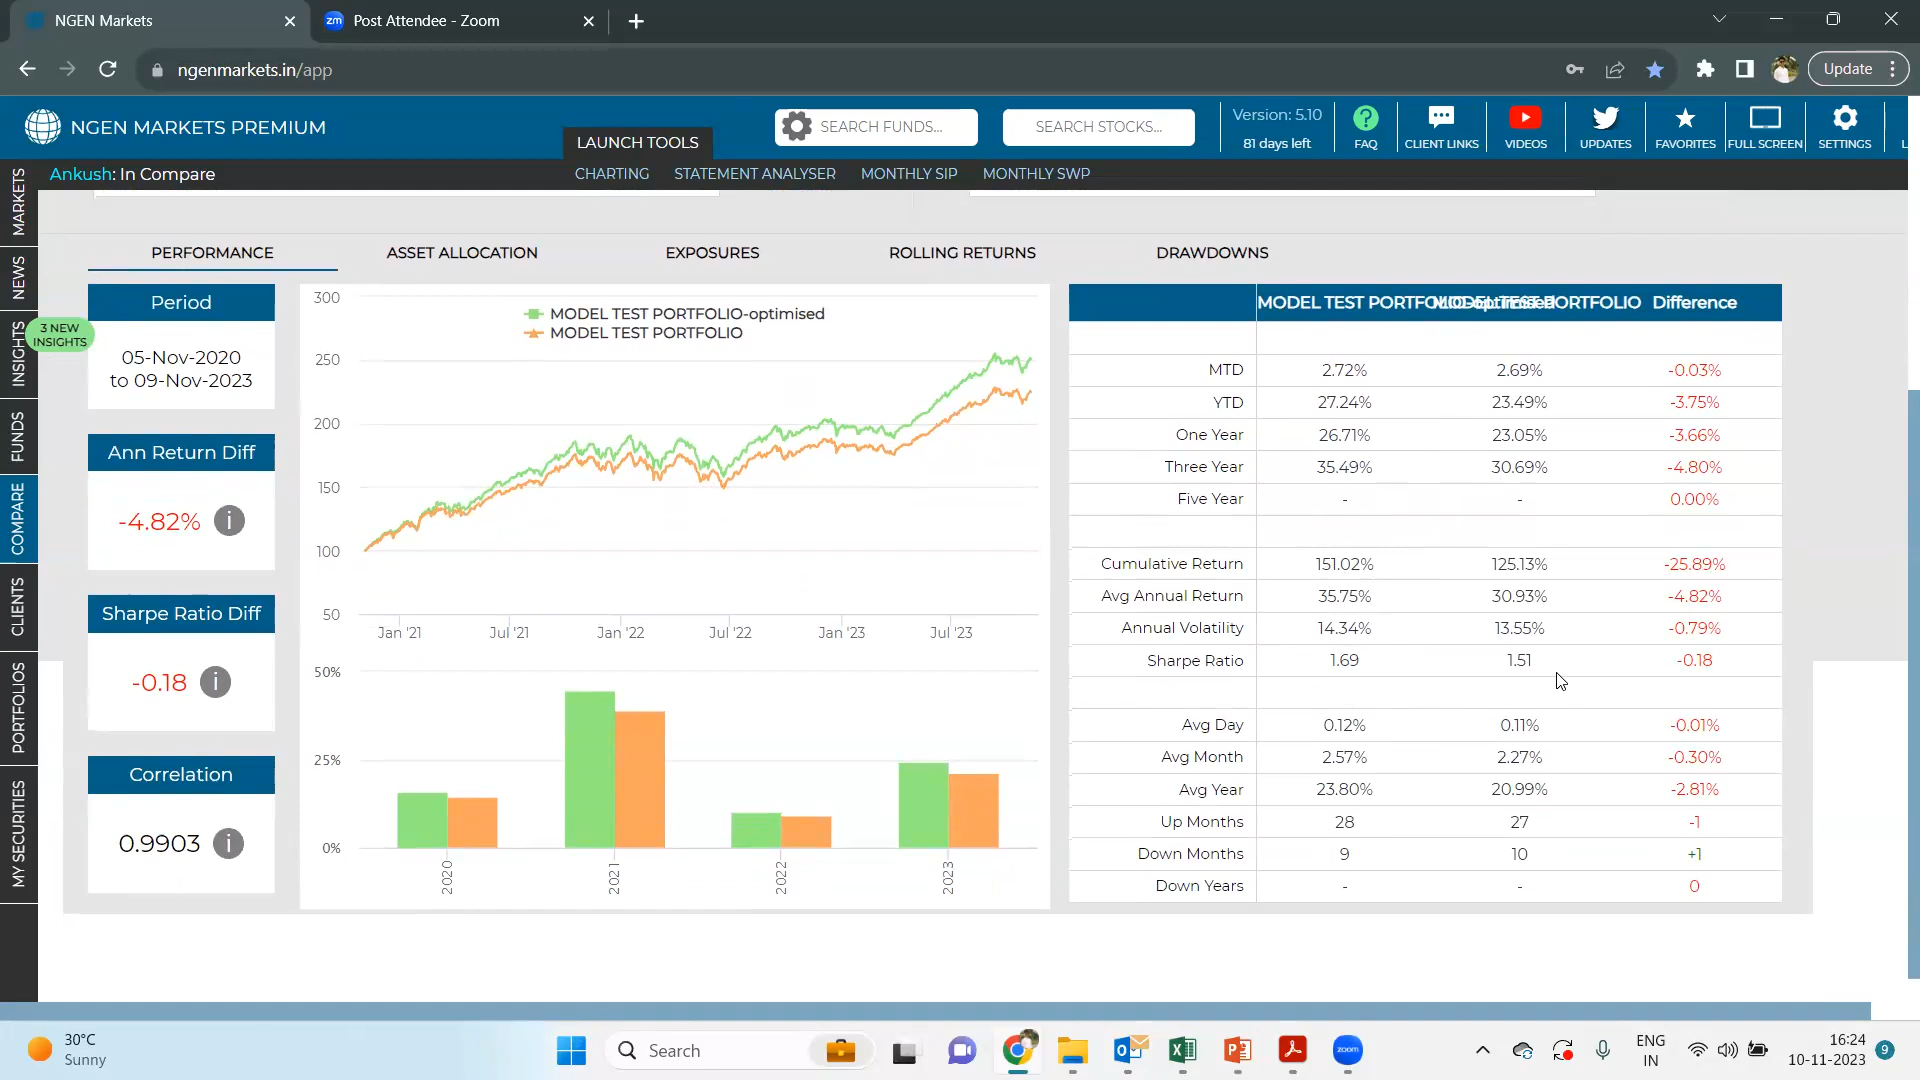 NGEN Markets
Post Attendee - Zoom
ngenmarkets.in/app
Update
NGEN MARKETS PREMIUM
LAUNCH TOOLS
SEARCH FUNDS...
SEARCH STOCKS...
Version: 5.10
81 days left
FAQ
CLIENT LINKS
VIDEOS
UPDATES
FAVORITES
FULL SCREEN
SETTINGS
Ankush: In Compare
CHARTING STATEMENT ANALYSER MONTHLY SIP MONTHLY SWP
MARKETS
NEWS
INSIGHTS
3 NEW
INSIGHTS
FUNDS
COMPARE
CLIENTS
PORTFOLIOS
MY SECURITIES
PERFORMANCE ASSET ALLOCATION EXPOSURES ROLLING RETURNS DRAWDOWNS
Period
05-Nov-2020
to 09-Nov-2023
Ann Return Diff
-4.82% i
Sharpe Ratio Diff
-0.18 i
Correlation
0.9903 i
MODEL TEST PORTFOLIO-optimised
MODEL TEST PORTFOLIO
300
250
200
150
100
50
Jan '21 Jul '21 Jan '22 Jul '22 Jan '23 Jul '23
50%
25%
0%
2020 2021 2022 2023
MODEL TEST PORTFOLIO-optimised MODEL TEST PORTFOLIO Difference
MTD 2.72% 2.69% -0.03%
YTD 27.24% 23.49% -3.75%
One Year 26.71% 23.05% -3.66%
Three Year 35.49% 30.69% -4.80%
Five Year - - 0.00%
Cumulative Return 151.02% 125.13% -25.89%
Avg Annual Return 35.75% 30.93% -4.82%
Annual Volatility 14.34% 13.55% -0.79%
Sharpe Ratio 1.69 1.51 -0.18
Avg Day 0.12% 0.11% -0.01%
Avg Month 2.57% 2.27% -0.30%
Avg Year 23.80% 20.99% -2.81%
Up Months 28 27 -1
Down Months 9 10 +1
Down Years - - 0
30°C
Sunny
Search
zoom
ENG
IN
16:24
10-11-2023
9